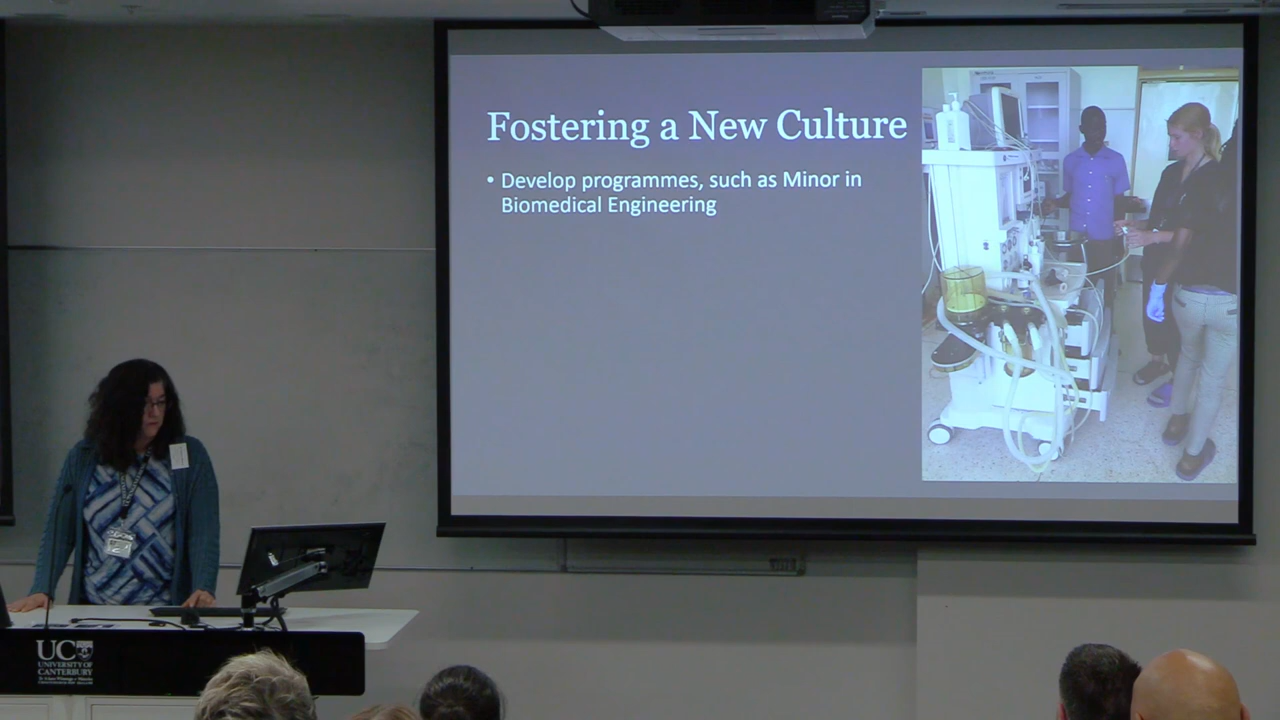 Fostering a New Culture
• Develop programmes, such as Minor in
Biomedical Engineering
UC
UNIVERSITY OF
CANTERBURY